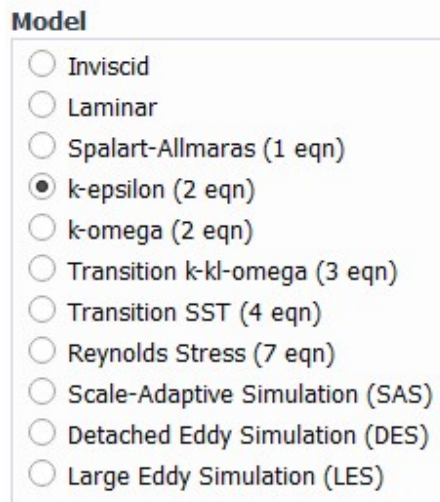 Model
Inviscid
Laminar
Spalart-Allmaras (1 eqn)
k-epsilon (2 eqn)
k-omega (2 eqn)
Transition k-kl-omega (3 eqn)
Transition SST (4 eqn)
Reynolds Stress (7 eqn)
Scale-Adaptive Simulation (SAS)
Detached Eddy Simulation (DES)
Large Eddy Simulation (LES)